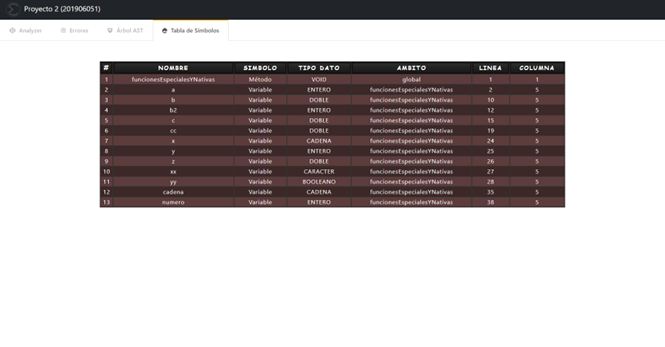 Proyecto 2 (201906051)
Analyzer Errores Árbol AST Tabla de Símbolos
# NOMBRE SIMBOLO TIPO DATO AMBITO LINEA COLUMNA
1 funcionesEspecialesYNativas Método VOID global 1 1
2 a Variable ENTERO funcionesEspecialesYNativas 2 5
3 b Variable DOBLE funcionesEspecialesYNativas 10 5
4 b2 Variable ENTERO funcionesEspecialesYNativas 12 5
5 c Variable DOBLE funcionesEspecialesYNativas 15 5
6 cc Variable DOBLE funcionesEspecialesYNativas 19 5
7 x Variable CADENA funcionesEspecialesYNativas 24 5
8 y Variable ENTERO funcionesEspecialesYNativas 25 5
9 z Variable DOBLE funcionesEspecialesYNativas 26 5
10 xx Variable CARACTER funcionesEspecialesYNativas 27 5
11 yy Variable BOOLEANO funcionesEspecialesYNativas 28 5
12 cadena Variable CADENA funcionesEspecialesYNativas 35 5
13 numero Variable ENTERO funcionesEspecialesYNativas 38 5